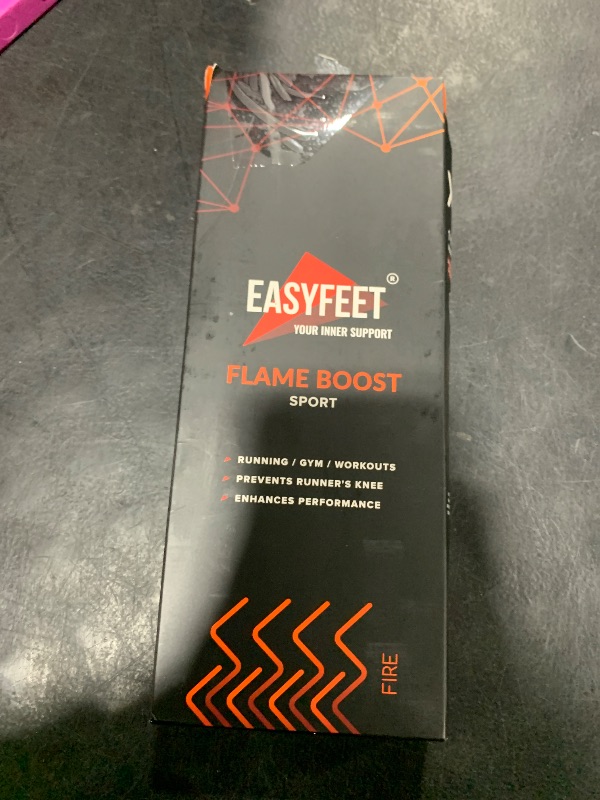 EASYFEET®
YOUR INNER SUPPORT
FLAME BOOST
SPORT
RUNNING / GYM / WORKOUTS
PREVENTS RUNNER'S KNEE
ENHANCES PERFORMANCE
FIRE